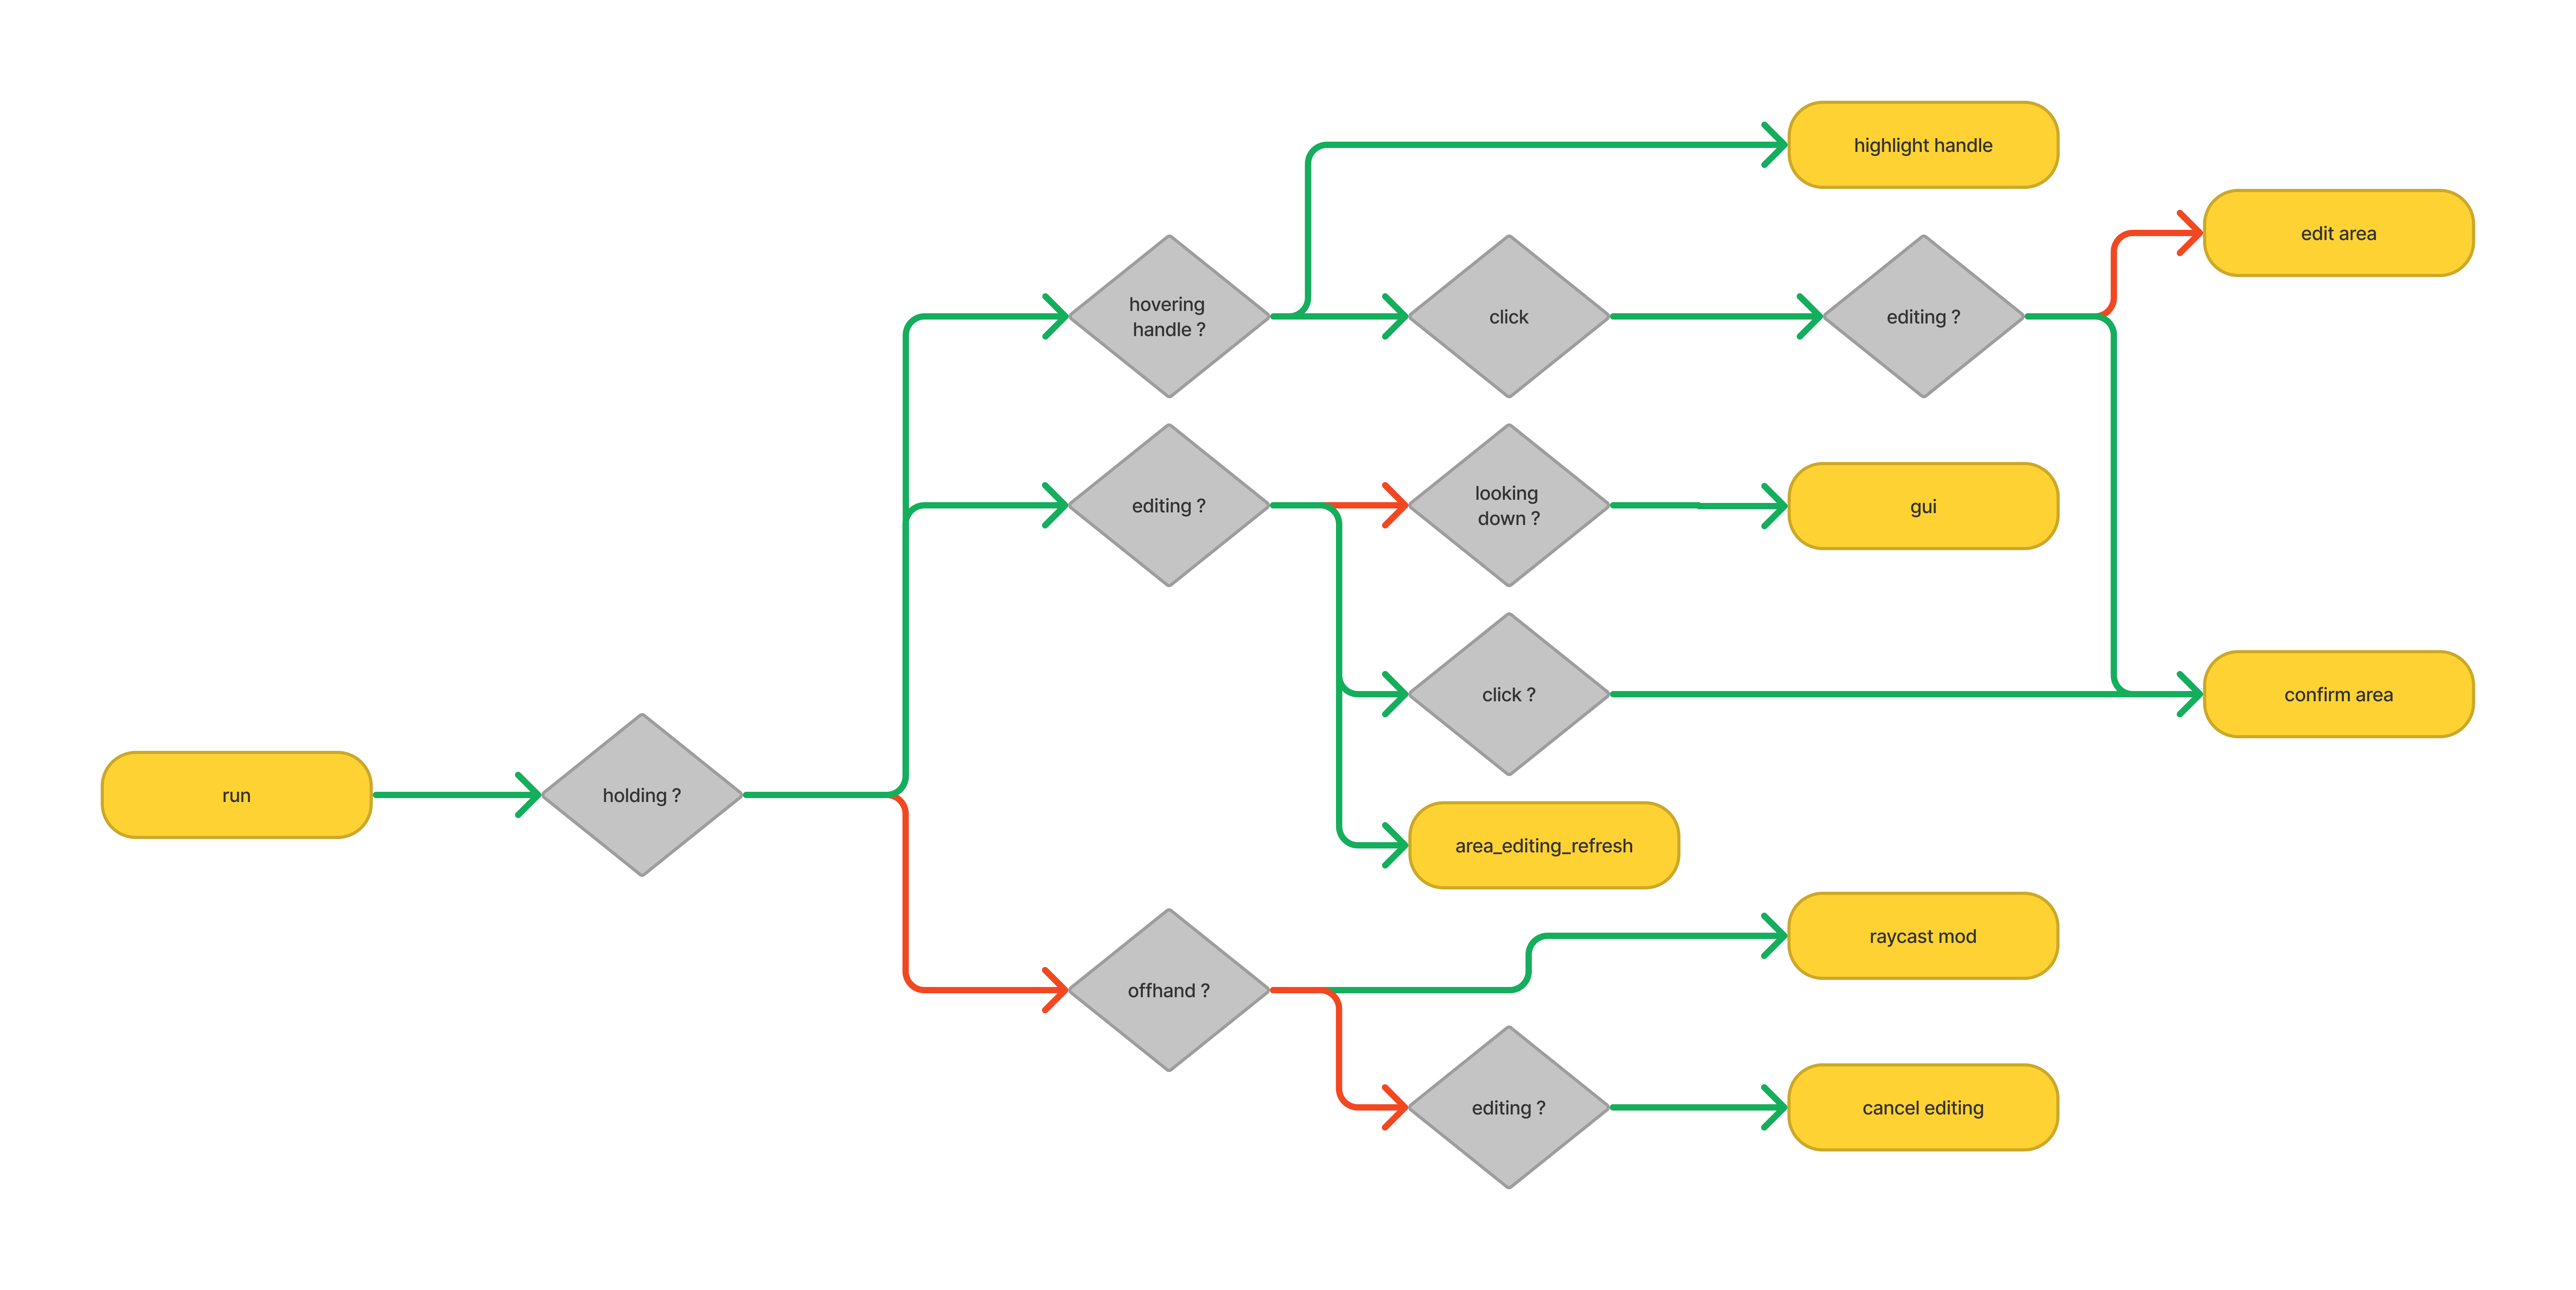 highlight handle
edit area
hovering
handle ?
click
editing ?
editing ?
looking
down ?
gui
click ?
confirm area
run
holding ?
area_editing_refresh
raycast mod
offhand ?
editing ?
cancel editing